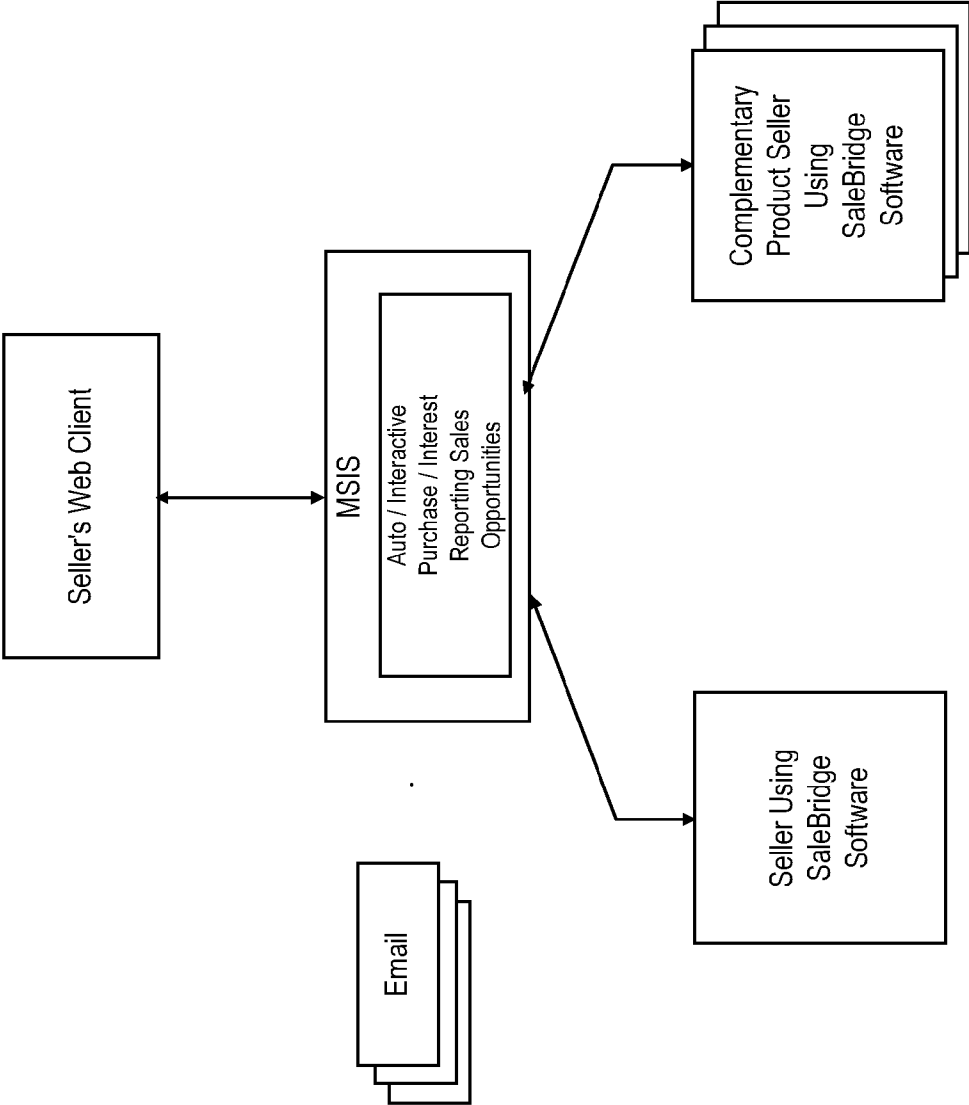 Seller's Web Client
MSIS
Auto / Interactive
Purchase / Interest
Reporting Sales
Opportunities
Email
Seller Using
SaleBridge
Software
Complementary
Product Seller
Using
SaleBridge
Software